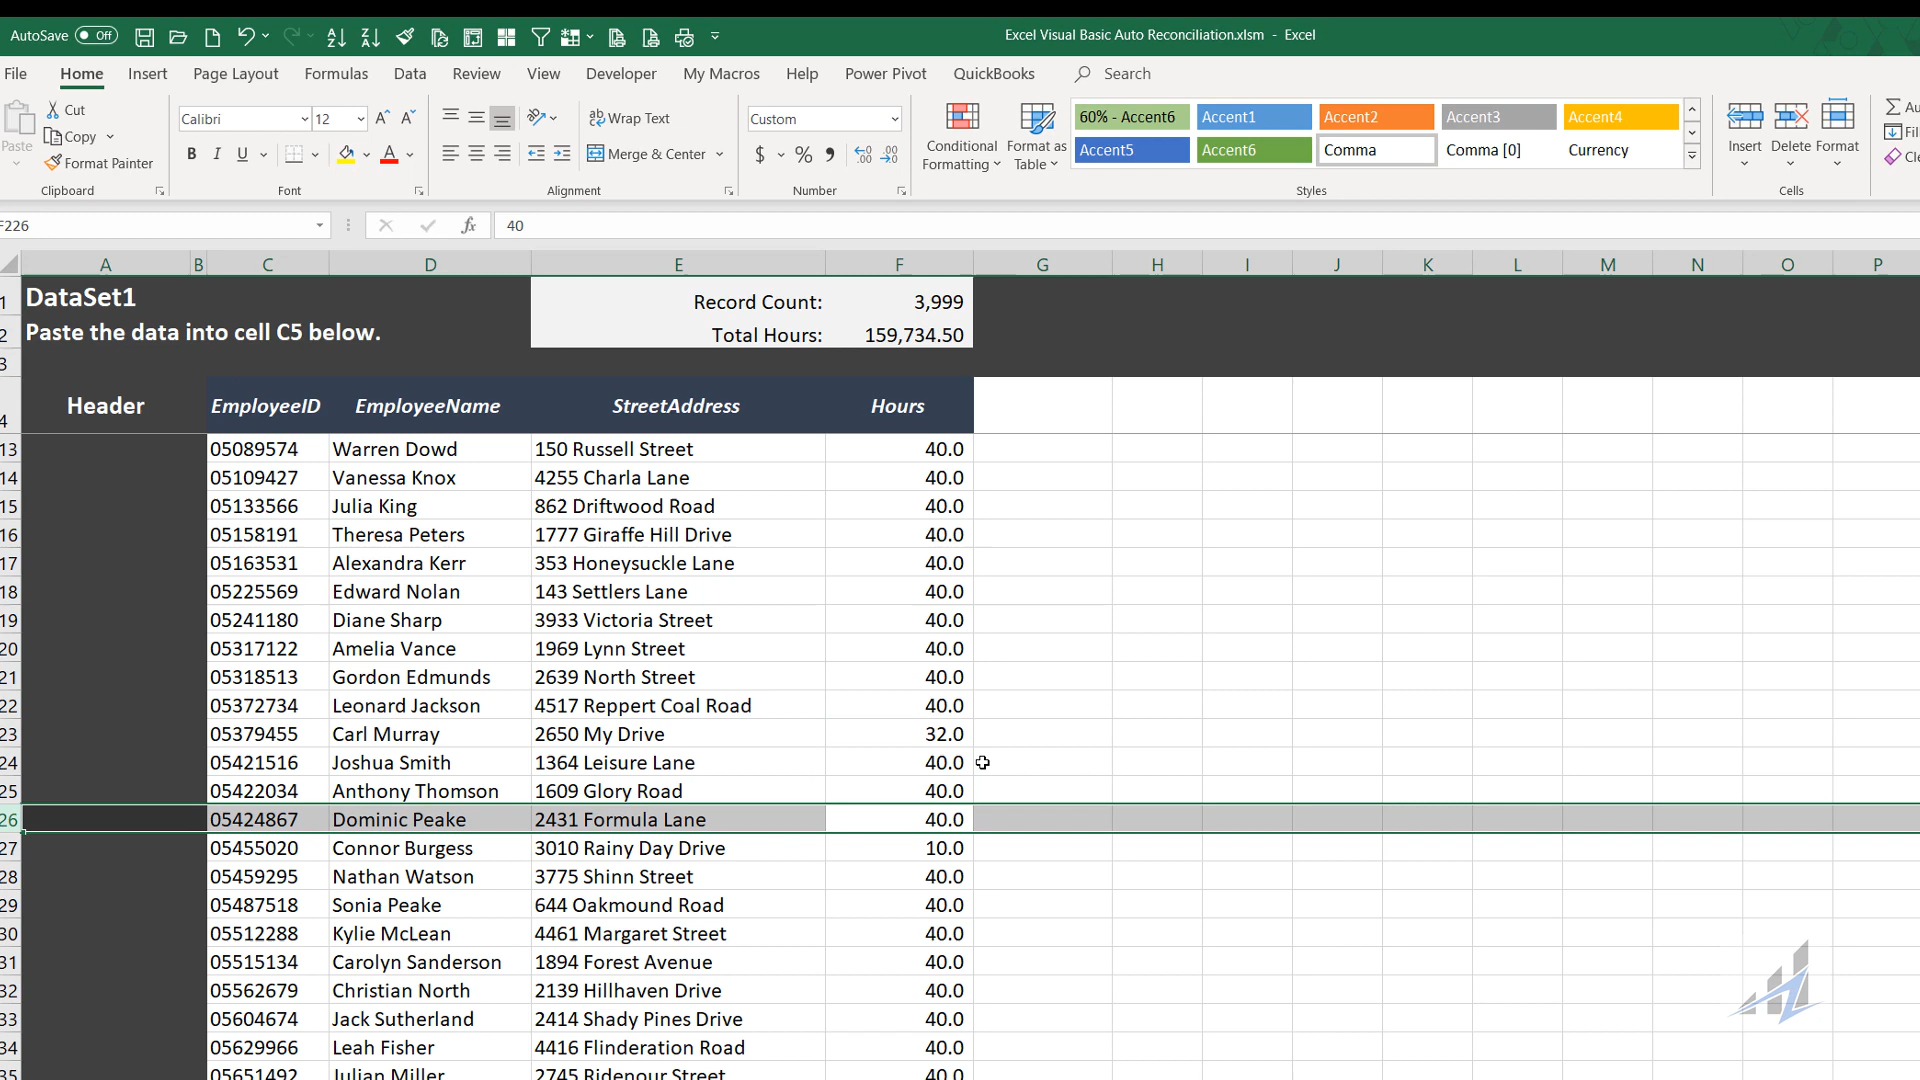 AutoSave Off
Excel Visual Basic Auto Reconciliation.xlsm - Excel
File Home Insert Page Layout Formulas Data Review View Developer My Macros Help Power Pivot QuickBooks Search
Paste
Cut
Copy
Format Painter
Clipboard
Calibri 12
B I U A
Font
Wrap Text
Merge & Center
Alignment
Custom
$ %
Number
Conditional Formatting
Format as Table
60% - Accent6 Accent1 Accent2 Accent3 Accent4
Accent5 Accent6 Comma Comma [0] Currency
Styles
Insert Delete Format
Cells
F226 fx 40
A B C D E F G H I J K L M N O P
1 DataSet1 Record Count: 3,999
2 Paste the data into cell C5 below. Total Hours: 159,734.50
3
4 Header EmployeeID EmployeeName StreetAddress Hours
13 05089574 Warren Dowd 150 Russell Street 40.0
14 05109427 Vanessa Knox 4255 Charla Lane 40.0
15 05133566 Julia King 862 Driftwood Road 40.0
16 05158191 Theresa Peters 1777 Giraffe Hill Drive 40.0
17 05163531 Alexandra Kerr 353 Honeysuckle Lane 40.0
18 05225569 Edward Nolan 143 Settlers Lane 40.0
19 05241180 Diane Sharp 3933 Victoria Street 40.0
20 05317122 Amelia Vance 1969 Lynn Street 40.0
21 05318513 Gordon Edmunds 2639 North Street 40.0
22 05372734 Leonard Jackson 4517 Reppert Coal Road 40.0
23 05379455 Carl Murray 2650 My Drive 32.0
24 05421516 Joshua Smith 1364 Leisure Lane 40.0
25 05422034 Anthony Thomson 1609 Glory Road 40.0
26 05424867 Dominic Peake 2431 Formula Lane 40.0
27 05455020 Connor Burgess 3010 Rainy Day Drive 10.0
28 05459295 Nathan Watson 3775 Shinn Street 40.0
29 05487518 Sonia Peake 644 Oakmound Road 40.0
30 05512288 Kylie McLean 4461 Margaret Street 40.0
31 05515134 Carolyn Sanderson 1894 Forest Avenue 40.0
32 05562679 Christian North 2139 Hillhaven Drive 40.0
33 05604674 Jack Sutherland 2414 Shady Pines Drive 40.0
34 05629966 Leah Fisher 4416 Flinderation Road 40.0
35 05651492 Julian Miller 2745 Ridenour Street 40.0